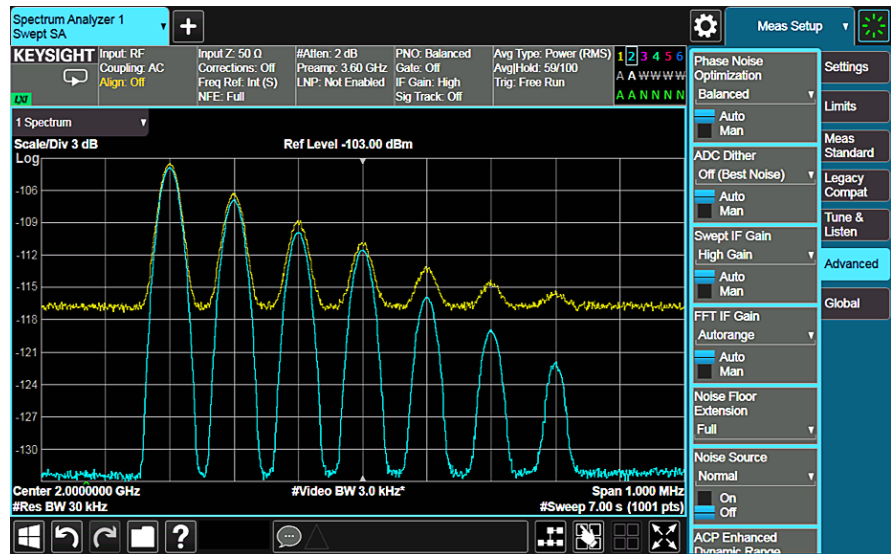 Spectrum Analyzer 1
Swept SA
+
Meas Setup
KEYSIGHT
Input: RF
Coupling: AC
Align: Off
Input Z: 50 Ω
Corrections: Off
Freq Ref: Int (S)
NFE: Full
#Atten: 2 dB
Preamp: 3.60 GHz
LNP: Not Enabled
PNO: Balanced
Gate: Off
IF Gain: High
Sig Track: Off
Avg Type: Power (RMS)
Avg|Hold: 59/100
Trig: Free Run
1 2 3 4 5 6
A A W W W W
A A N N N N
LXI
1 Spectrum
Scale/Div 3 dB
Ref Level -103.00 dBm
Log
-106
-109
-112
-115
-118
-121
-124
-127
-130
Center 2.0000000 GHz
#Res BW 30 kHz
#Video BW 3.0 kHz*
Span 1.000 MHz
#Sweep 7.00 s (1001 pts)
Phase Noise
Optimization
Balanced
Auto
Man
ADC Dither
Off (Best Noise)
Auto
Man
Swept IF Gain
High Gain
Auto
Man
FFT IF Gain
Autorange
Auto
Man
Noise Floor
Extension
Full
Noise Source
Normal
On
Off
ACP Enhanced
Dynamic Range
Settings
Limits
Meas
Standard
Legacy
Compat
Tune &
Listen
Advanced
Global
?